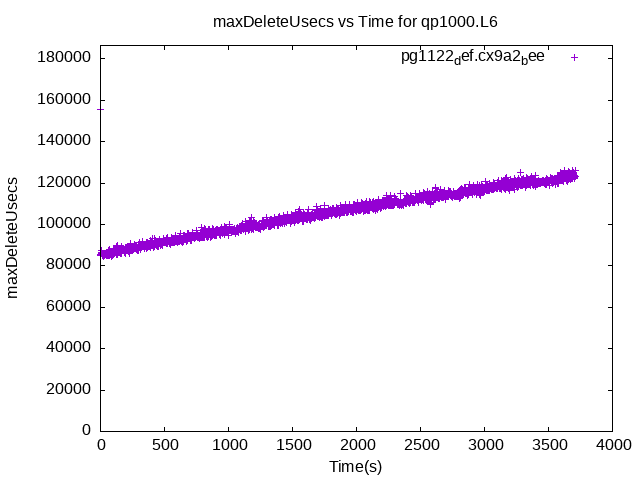 maxDeleteUsecs vs Time for qp1000.L6
pg1122def.cx9a2bee
maxDeleteUsecs
180000
160000
140000
120000
100000
80000
60000
40000
20000
0
0 500 1000 1500 2000 2500 3000 3500 4000
Time(s)